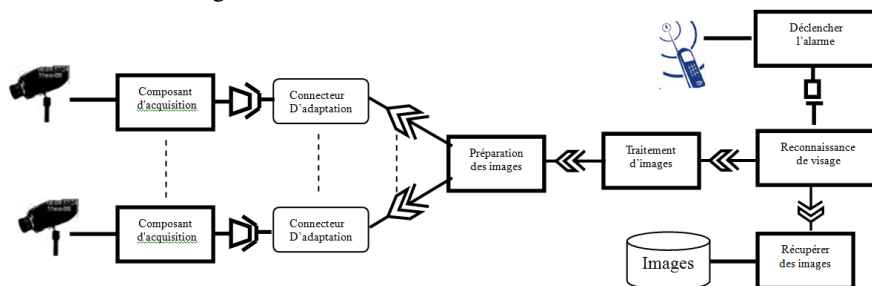 Déclencher
l'alarme
Composant
d'acquisition
Connecteur
D'adaptation
Préparation
des images
Traitement
d'images
Reconnaissance
de visage
Composant
d'acquisition
Connecteur
D'adaptation
Images
Récupérer
des images